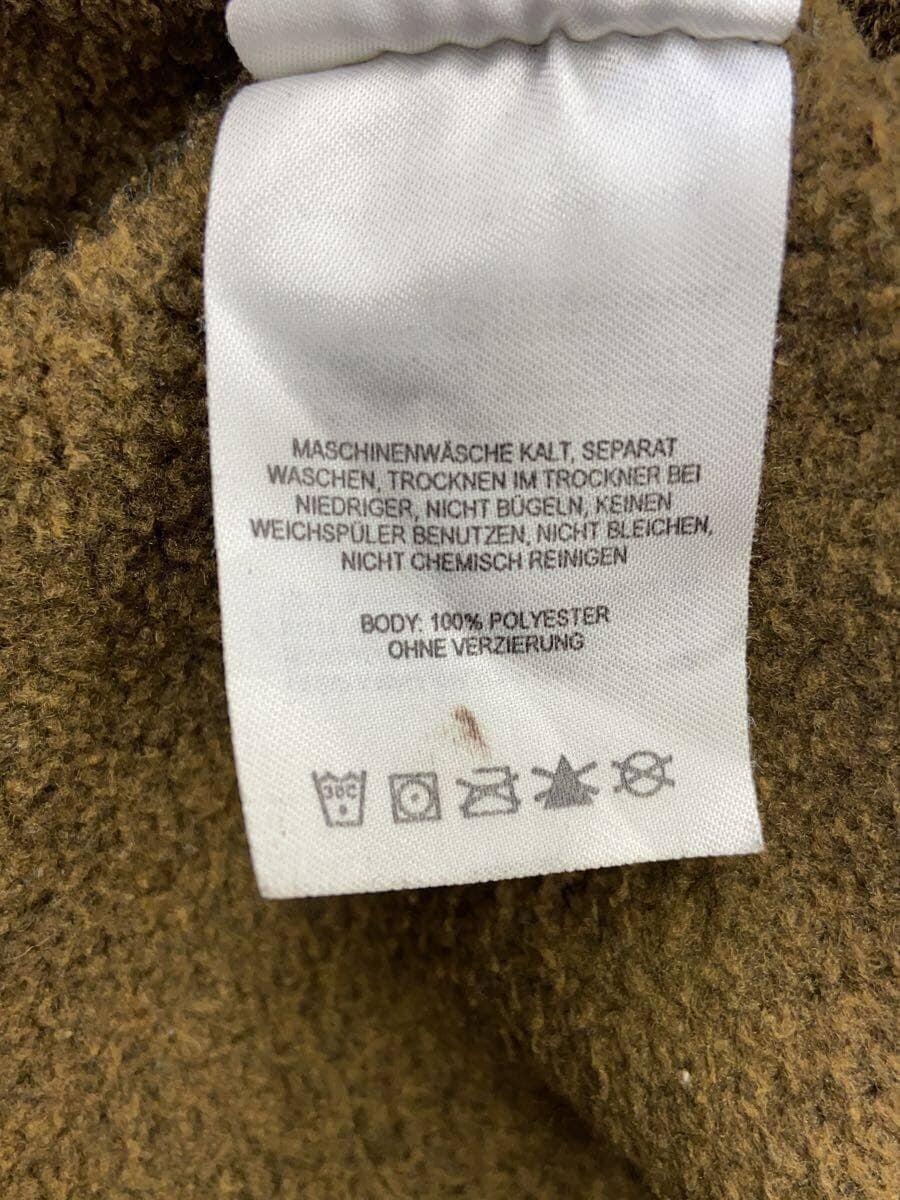 MASCHINENWÄSCHE KALT, SEPARAT
WASCHEN, TROCKNEN IM TROCKNER BEI
NIEDRIGER, NICHT BÜGELN, KEINEN
WEICHSPÜLER BENUTZEN, NICHT BLEICHEN,
NICHT CHEMISCH REINIGEN
BODY: 100% POLYESTER
OHNE VERZIERUNG
30C